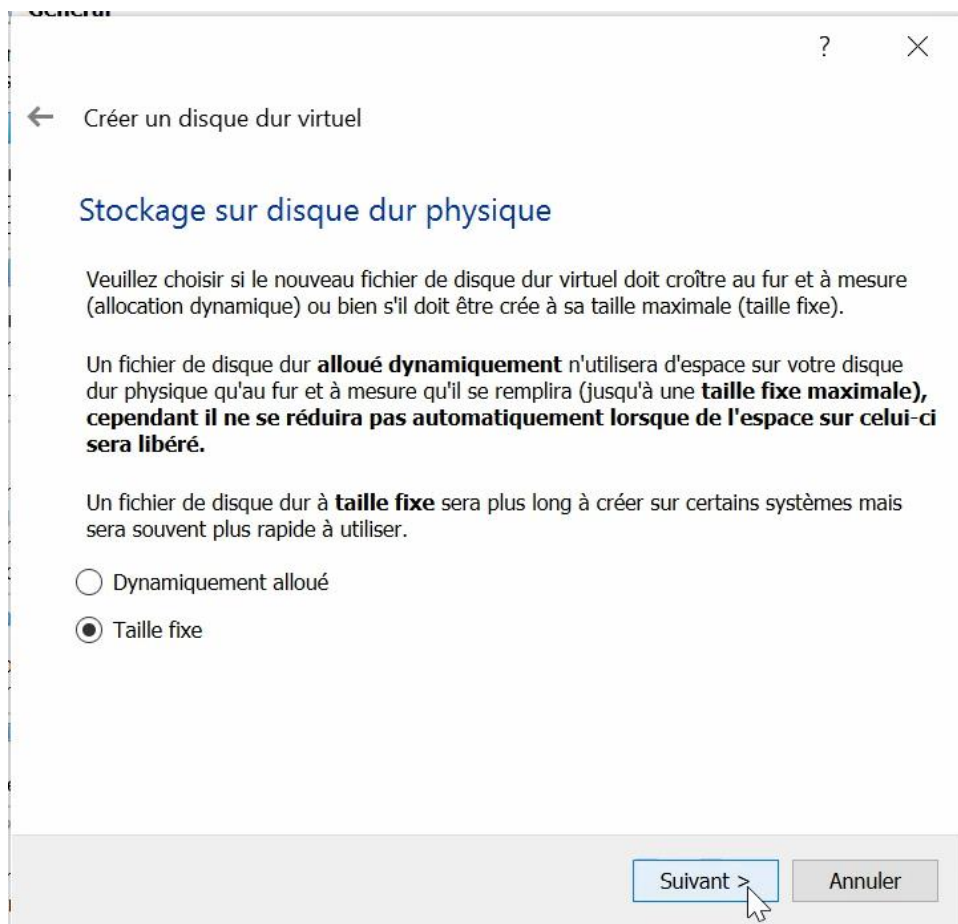 Général
?
Créer un disque dur virtuel
Stockage sur disque dur physique
Veuillez choisir si le nouveau fichier de disque dur virtuel doit croître au fur et à mesure
(allocation dynamique) ou bien s'il doit être crée à sa taille maximale (taille fixe).
Un fichier de disque dur alloué dynamiquement n'utilisera d'espace sur votre disque
dur physique qu'au fur et à mesure qu'il se remplira (jusqu'à une taille fixe maximale),
cependant il ne se réduira pas automatiquement lorsque de l'espace sur celui-ci
sera libéré.
Un fichier de disque dur à taille fixe sera plus long à créer sur certains systèmes mais
sera souvent plus rapide à utiliser.
Dynamiquement alloué
Taille fixe
Suivant >
Annuler